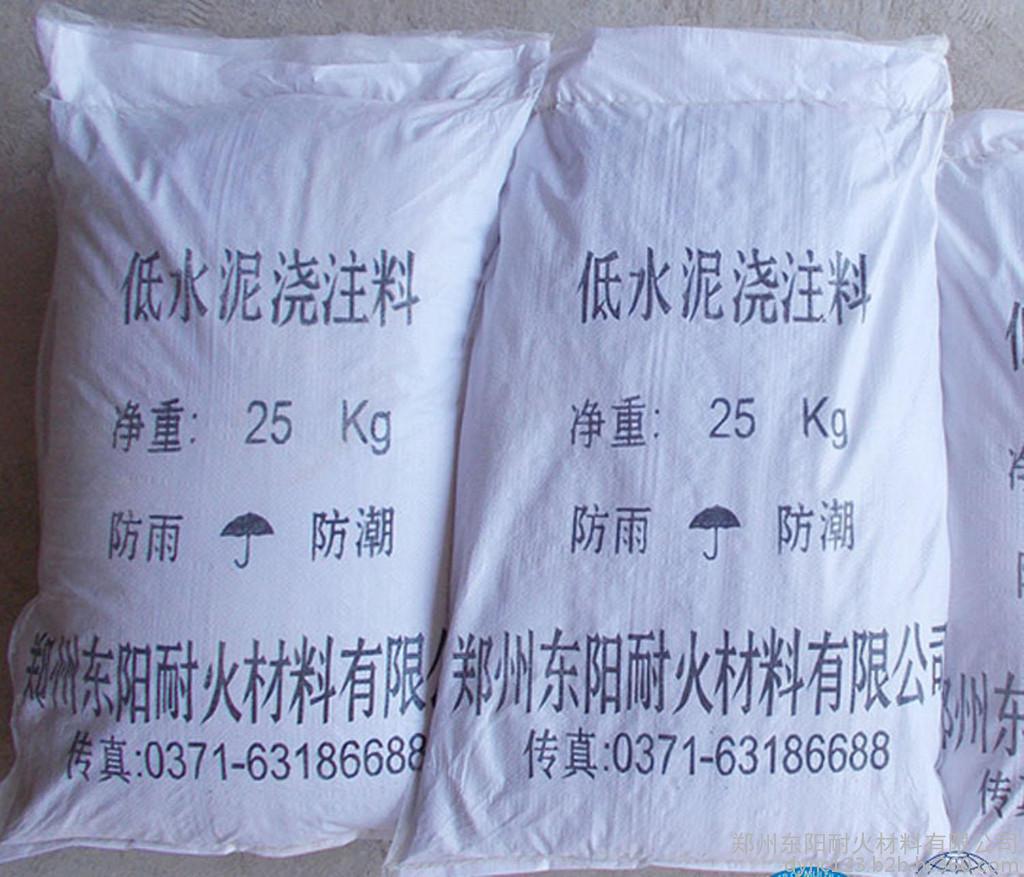 低水泥浇注料
净重: 25 Kg
防雨 防潮
郑州东阳耐火材料有限
传真:0371-63186688
低水泥浇注料
净重: 25 Kg
防雨 防潮
郑州东阳耐火材料有限公司
传真:0371-63186688
州东
传
郑州东阳耐火材料有限公司